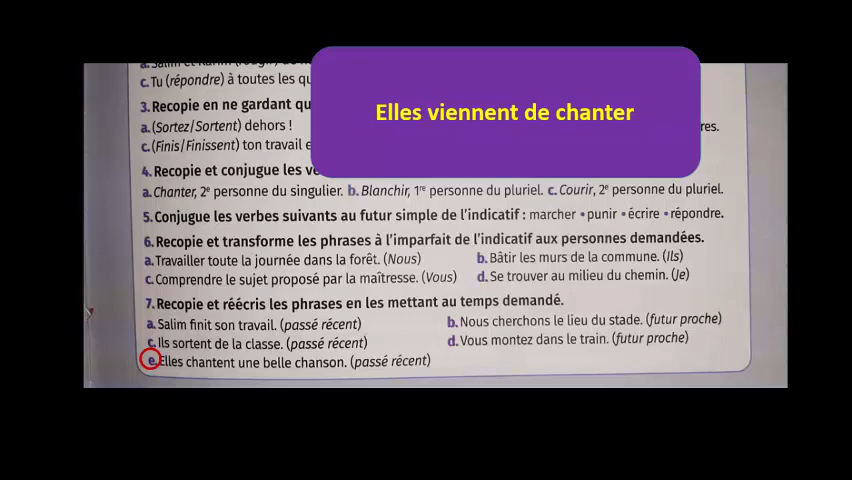 Elles viennent de chanter
a.Salim et Karim
c.Tu (répondre) à toutes les qu
3.Recopie en ne gardant qu
a.(Sortez/Sortent) dehors ! res.
c.(Finis/Finissent) ton travail e
4.Recopie et conjugue les ve
a.Chanter, 2e personne du singulier. b.Blanchir, 1re personne du pluriel. c.Courir, 2e personne du pluriel.
5.Conjugue les verbes suivants au futur simple de l'indicatif : marcher • punir • écrire • répondre.
6.Recopie et transforme les phrases à l'imparfait de l'indicatif aux personnes demandées.
a.Travailler toute la journée dans la forêt. (Nous) b.Bâtir les murs de la commune. (Ils)
c.Comprendre le sujet proposé par la maîtresse. (Vous) d.Se trouver au milieu du chemin. (Je)
7.Recopie et réécris les phrases en les mettant au temps demandé.
a.Salim finit son travail. (passé récent) b.Nous cherchons le lieu du stade. (futur proche)
c.Ils sortent de la classe. (passé récent) d.Vous montez dans le train. (futur proche)
e.Elles chantent une belle chanson. (passé récent)